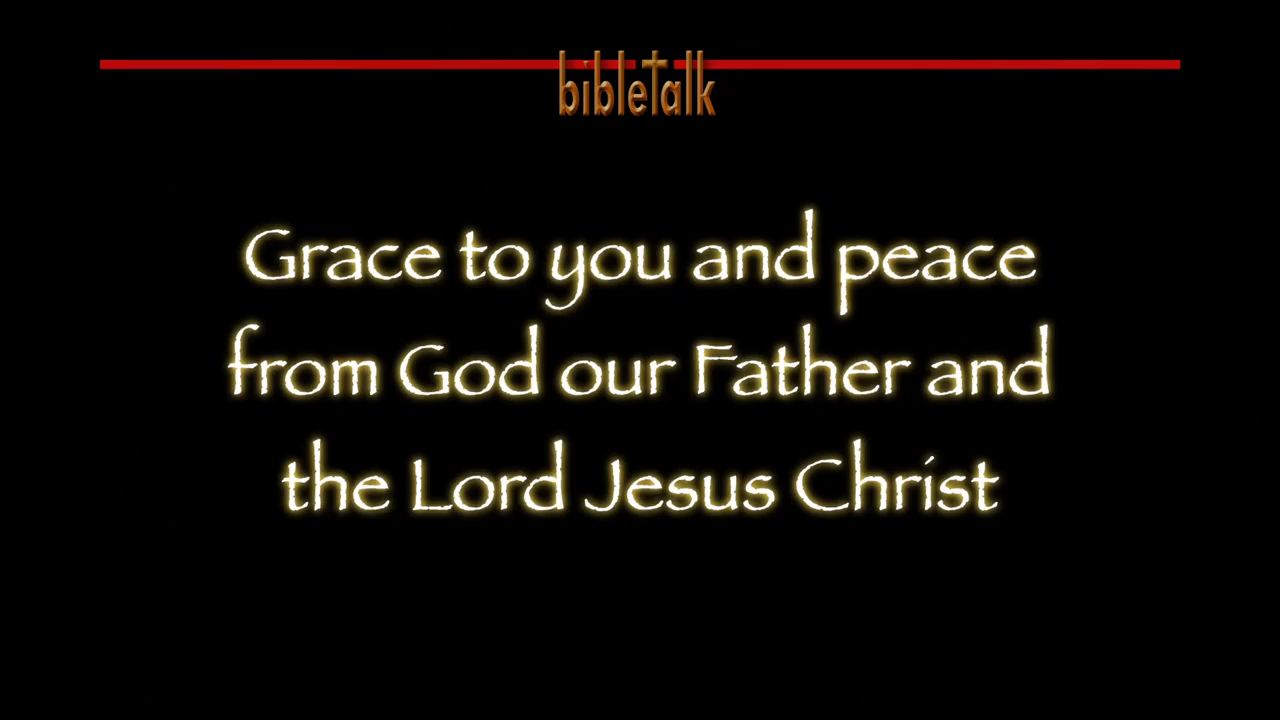 bibleTalk
Grace to you and peace
from God our Father and
the Lord Jesus Christ